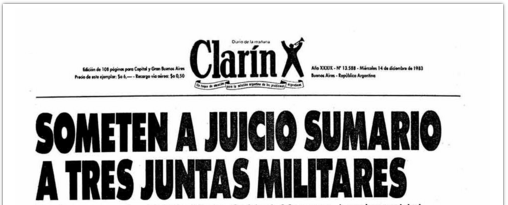 Diario de la mañana
Clarín
Edición de 108 páginas para Capital y Gran Buenos Aires
Precio de este ejemplar: $a 6,— - Recargo vía aérea: $a 0,50
Año XXXIX - Nº 13.588 - Miércoles 14 de diciembre de 1983
Buenos Aires - República Argentina
SOMETEN A JUICIO SUMARIO
A TRES JUNTAS MILITARES